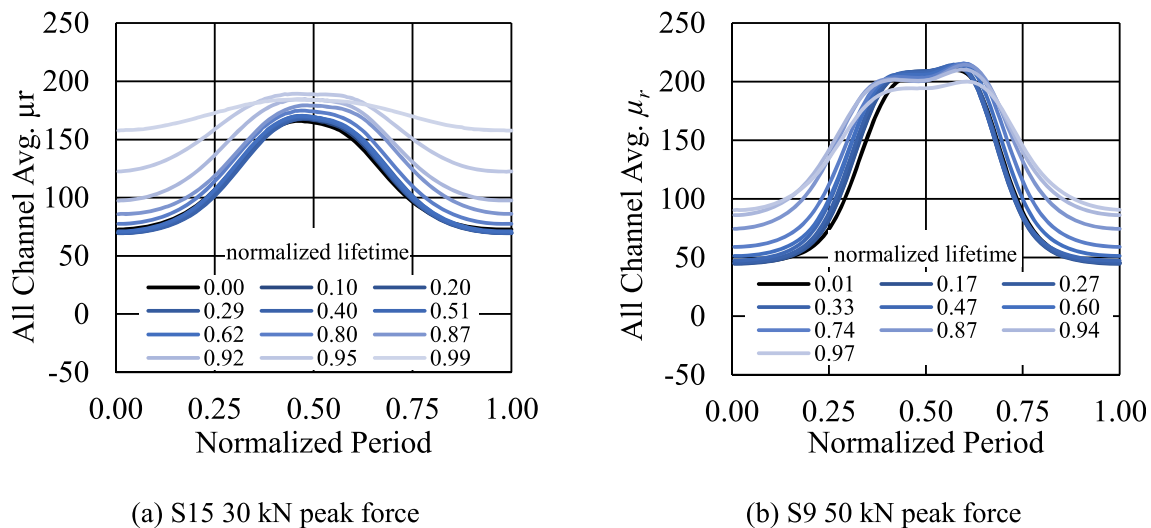 All Channel Avg. µr
250
200
150
100
50
0
-50
normalized lifetime
0.00 0.10 0.20
0.29 0.40 0.51
0.62 0.80 0.87
0.92 0.95 0.99
0.00 0.25 0.50 0.75 1.00
Normalized Period
(a) S15 30 kN peak force
All Channel Avg. μr
250
200
150
100
50
0
-50
normalized lifetime
0.01 0.17 0.27
0.33 0.47 0.60
0.74 0.87 0.94
0.97
0.00 0.25 0.50 0.75 1.00
Normalized Period
(b) S9 50 kN peak force